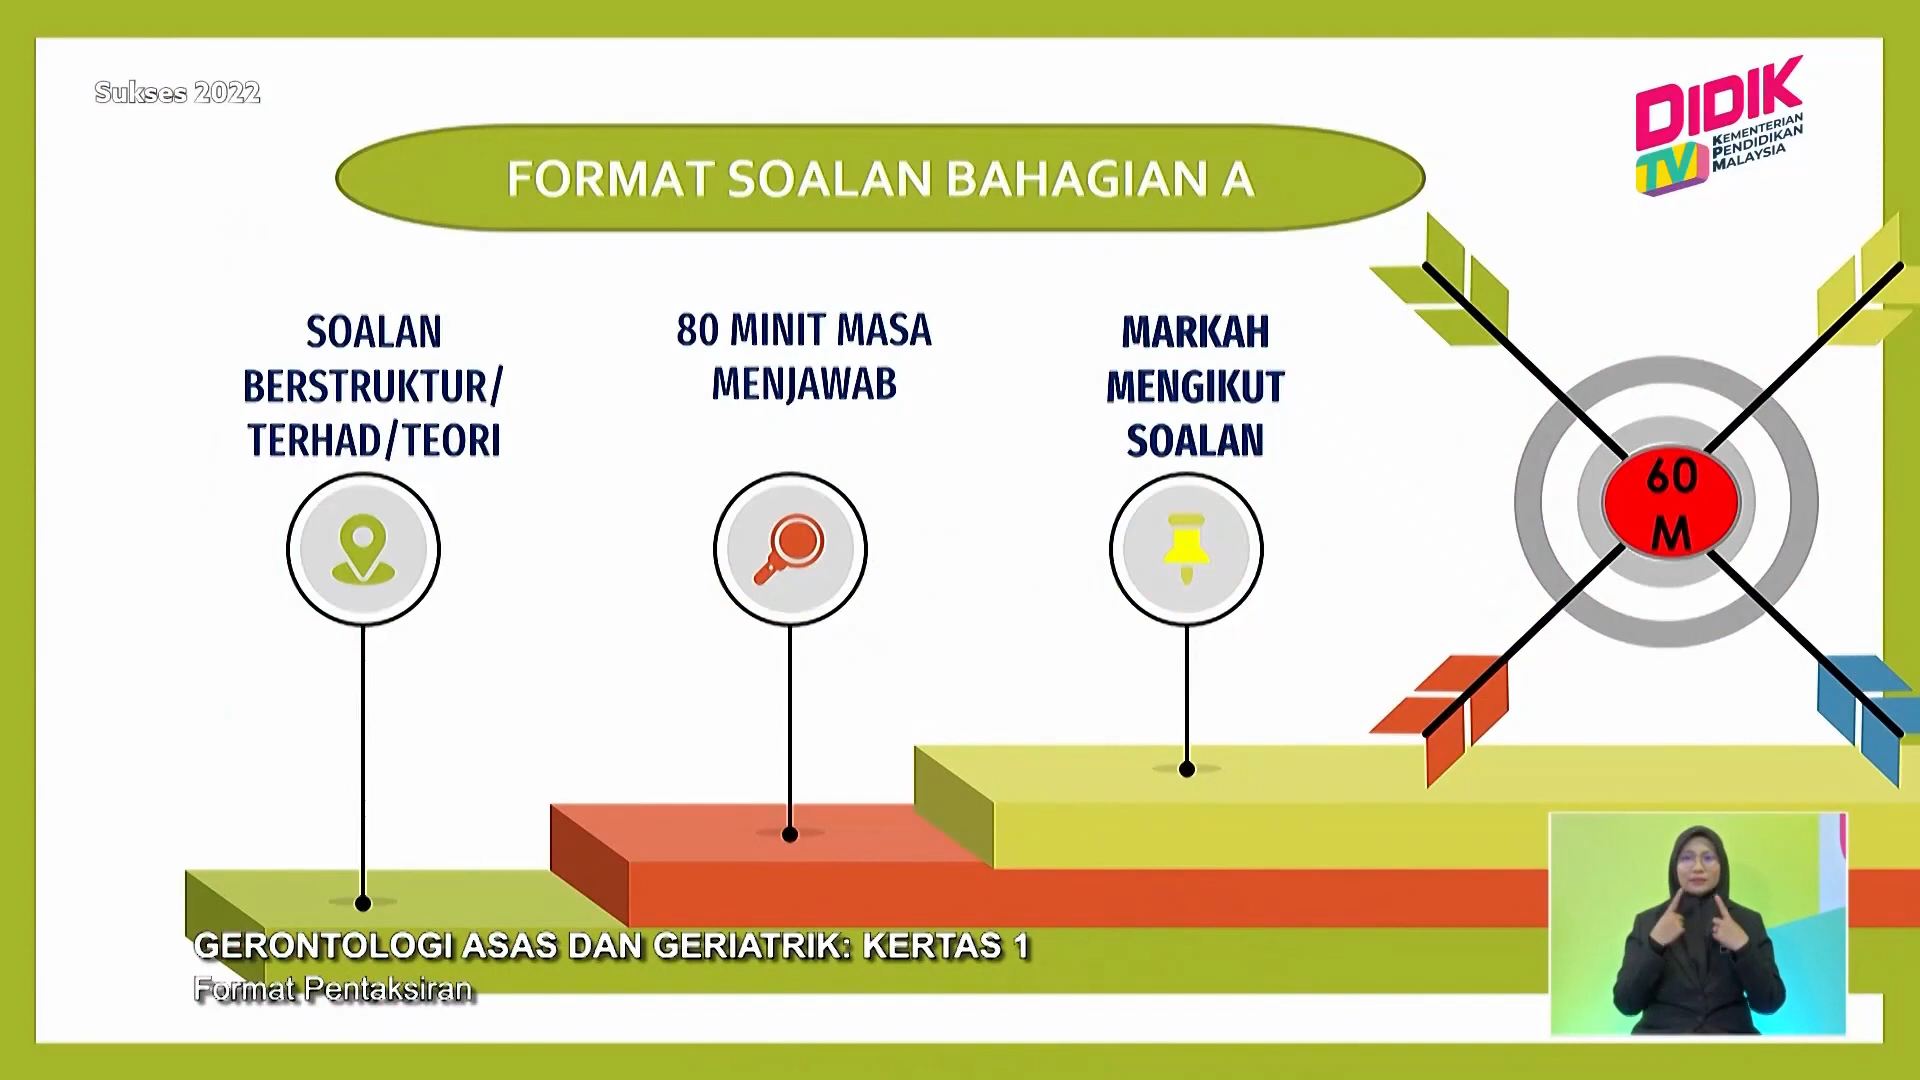 Sukses 2022
DIDIK
TV
KEMENTERIAN
PENDIDIKAN
MALAYSIA
FORMAT SOALAN BAHAGIAN A
SOALAN
BERSTRUKTUR/
TERHAD/TEORI
80 MINIT MASA
MENJAWAB
MARKAH
MENGIKUT
SOALAN
60
M
GERONTOLOGI ASAS DAN GERIATRIK: KERTAS 1
Format Pentaksiran